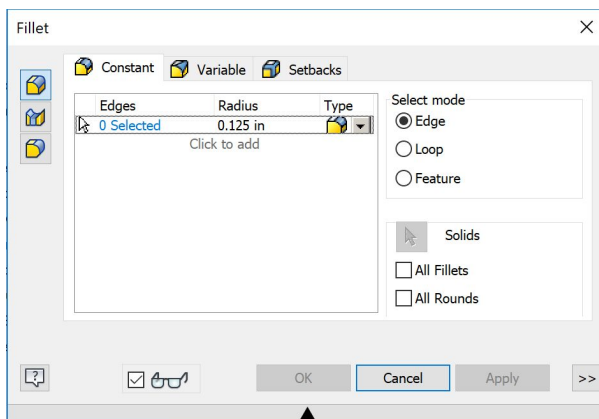 Fillet
Constant Variable Setbacks
Edges Radius Type
0 Selected 0.125 in
Click to add
Select mode
Edge
Loop
Feature
Solids
All Fillets
All Rounds
OK Cancel Apply >>